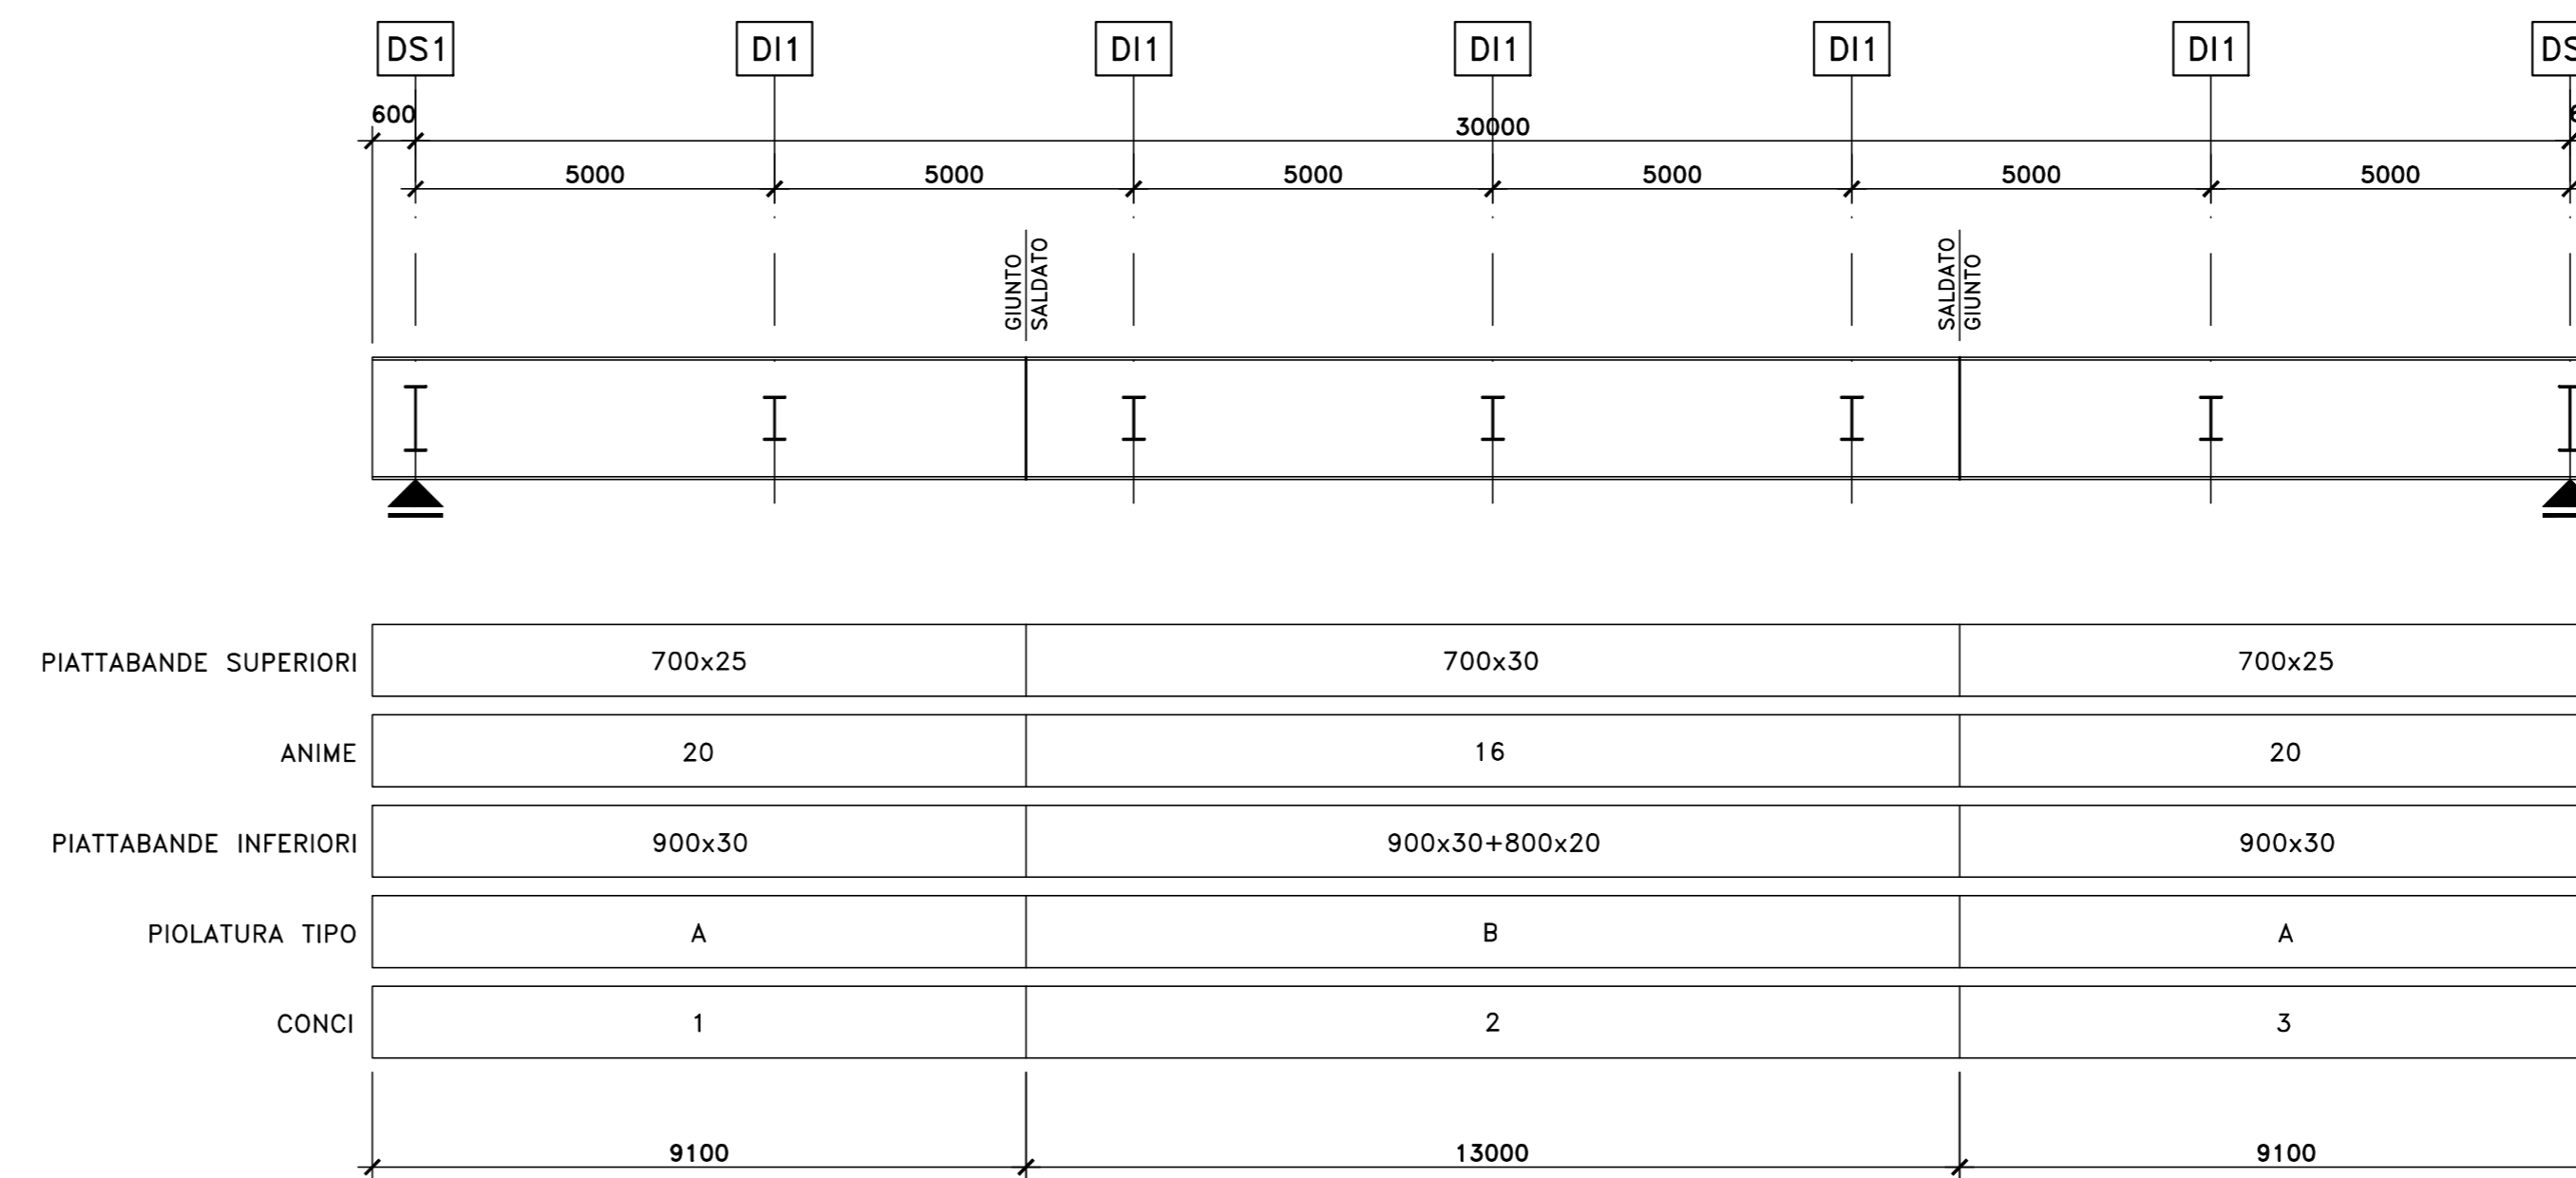 DS1 DI1 DI1 DI1 DI1 DI1 DS
600 30000
5000 5000 5000 5000 5000 5000
GIUNTO
SALDATO
SALDATO
GIUNTO
PIATTABANDE SUPERIORI 700x25 700x30 700x25
ANIME 20 16 20
PIATTABANDE INFERIORI 900x30 900x30+800x20 900x30
PIOLATURA TIPO A B A
CONCI 1 2 3
9100 13000 9100